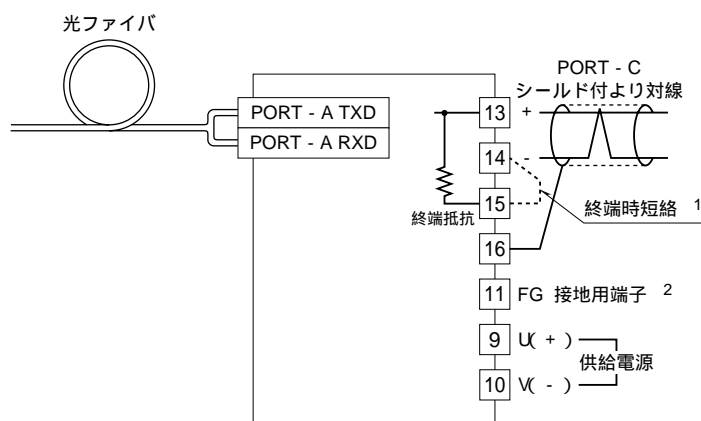 光ファイバ
PORT - A TXD
PORT - A RXD
PORT - C
シールド付より対線
13 +
14 -
15
終端抵抗
終端時短絡 1
16
11 FG 接地用端子 2
9 U( + )
供給電源
10 V( - )